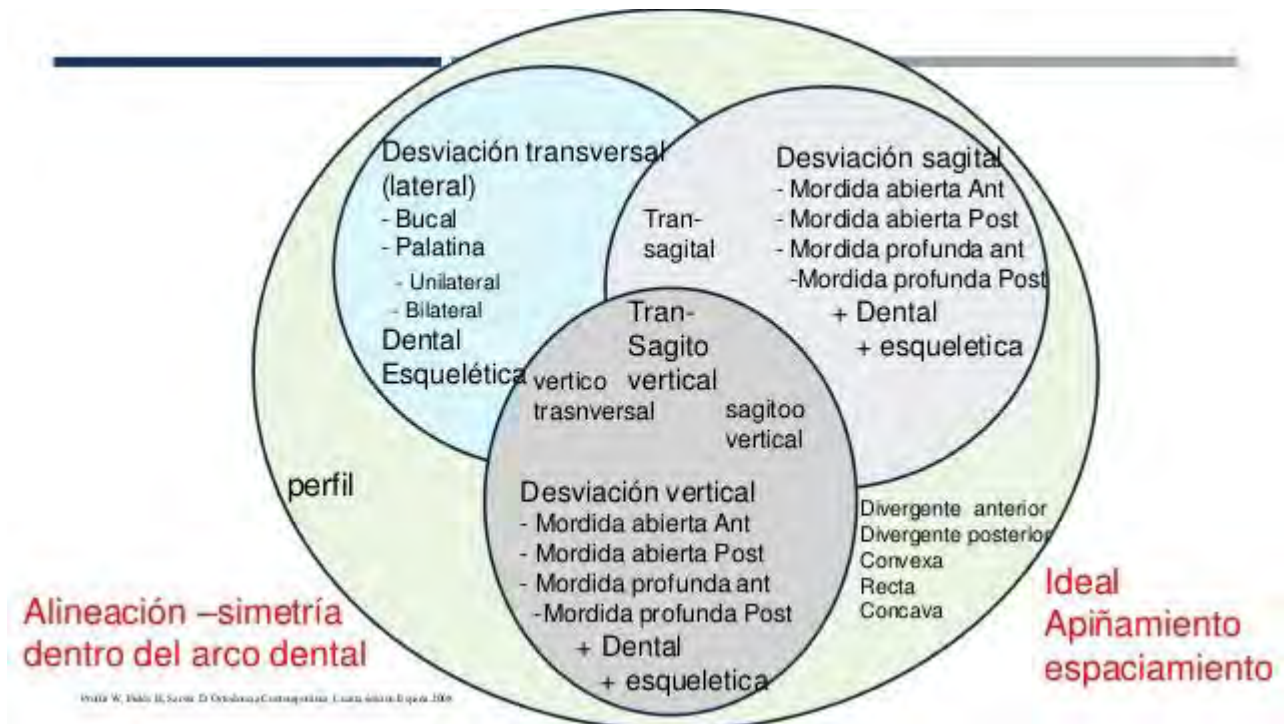 Desviación transversal
(lateral)
- Bucal
- Palatina
- Unilateral
- Bilateral
Dental
Esquelética
Tran-
sagital
Desviación sagital
- Mordida abierta Ant
- Mordida abierta Post
- Mordida profunda ant
-Mordida profunda Post
+ Dental
+ esqueletica
Tran-
Sagito
vertical
vertico
trasnversal
sagitoo
vertical
perfil
Desviación vertical
- Mordida abierta Ant
- Mordida abierta Post
- Mordida profunda ant
-Mordida profunda Post
+ Dental
+ esqueletica
Divergente anterior
Divergente posterior
Convexa
Recta
Concava
Alineación –simetría
dentro del arco dental
Ideal
Apiñamiento
espaciamiento
W, H, D. Ortodoncia Contemporánea